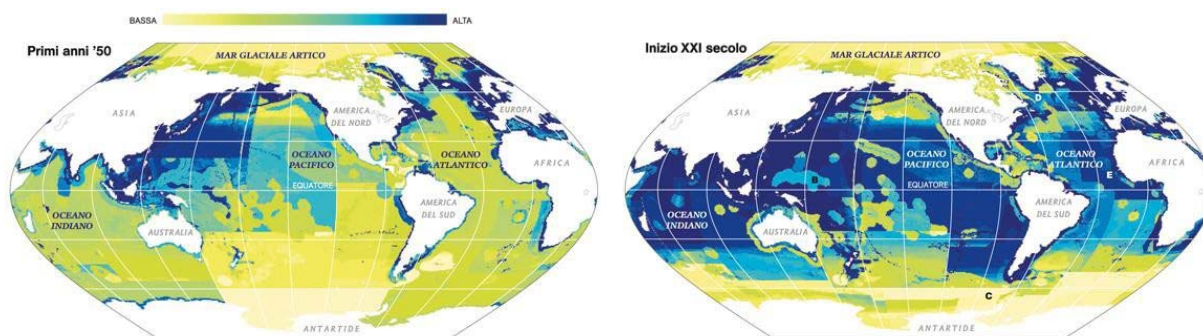 BASSA
ALTA
Primi anni '50
MAR GLACIALE ARTICO
ASIA
AMERICA
DEL NORD
EUROPA
OCEANO
PACIFICO
OCEANO
ATLANTICO
AFRICA
EQUATORE
OCEANO
INDIANO
AMERICA
DEL SUD
AUSTRALIA
ANTARTIDE
Inizio XXI secolo
MAR GLACIALE ARTICO
D
ASIA
AMERICA
DEL NORD
EUROPA
OCEANO
PACIFICO
OCEANO
ATLANTICO
AFRICA
A
B
E
EQUATORE
OCEANO
INDIANO
AMERICA
DEL SUD
AUSTRALIA
C
ANTARTIDE